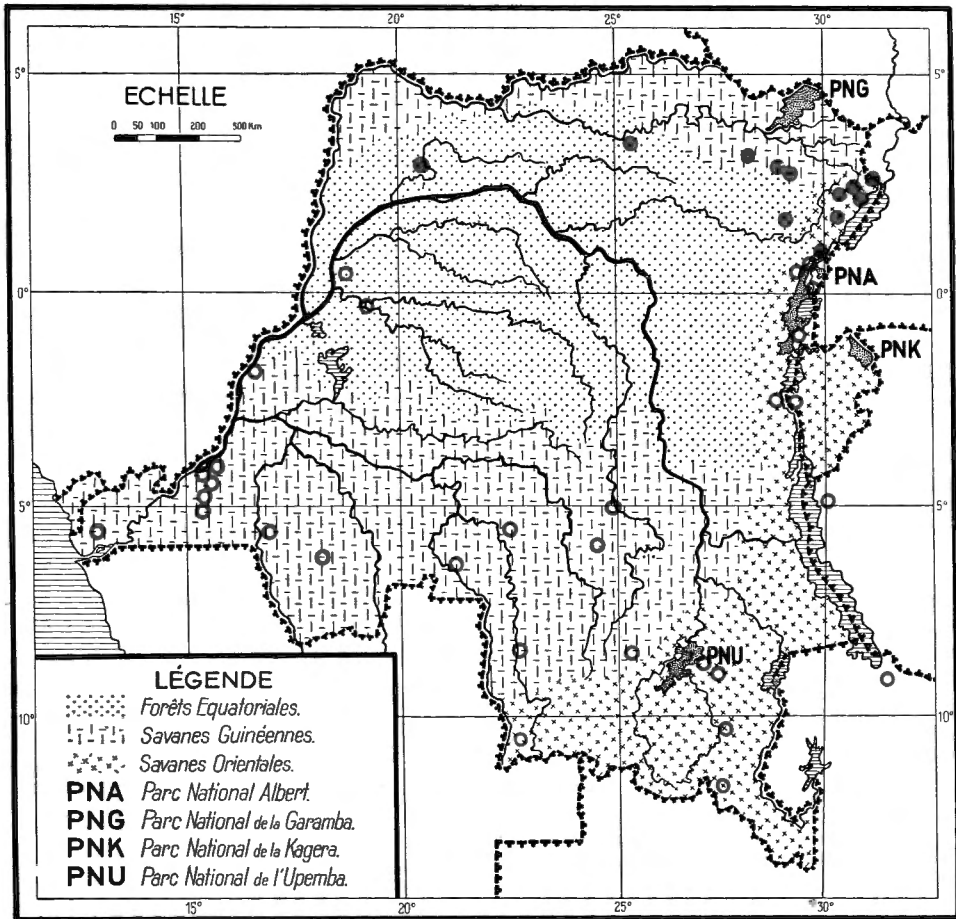 15° 20° 25° 30°
5° 5°
ECHELLE
0 50 100 200 300 Km
PNG
0° 0°
PNA
PNK
5° 5°
PNU
10° 10°
LÉGENDE
Forêts Equatoriales.
Savanes Guinéennes.
Savanes Orientales.
PNA Parc National Albert.
PNG Parc National de la Garamba.
PNK Parc National de la Kagera.
PNU Parc National de l'Upemba.
15° 20° 25° 30°